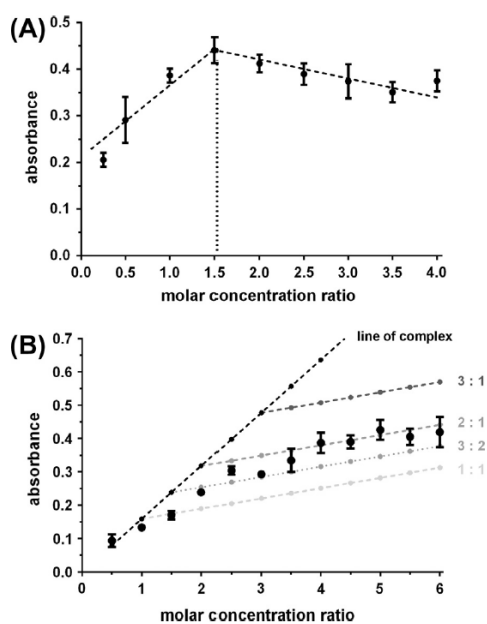 (A)
0.5
0.4
0.3
0.2
0.1
0.0
absorbance
0.0 0.5 1.0 1.5 2.0 2.5 3.0 3.5 4.0
molar concentration ratio
(B)
0.7
0.6
0.5
0.4
0.3
0.2
0.1
0.0
absorbance
line of complex
3 : 1
2 : 1
3 : 2
1 : 1
0 1 2 3 4 5 6
molar concentration ratio